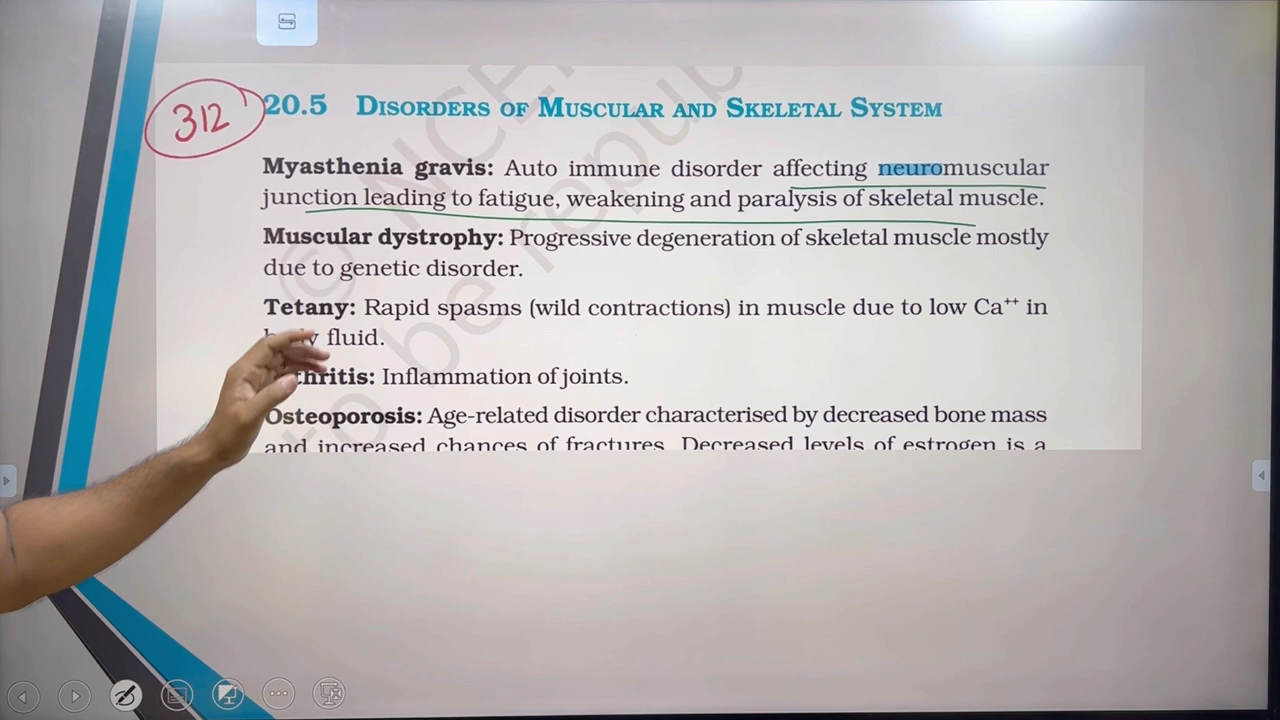 312
20.5 DISORDERS OF MUSCULAR AND SKELETAL SYSTEM
Myasthenia gravis: Auto immune disorder affecting neuromuscular
junction leading to fatigue, weakening and paralysis of skeletal muscle.
Muscular dystrophy: Progressive degeneration of skeletal muscle mostly
due to genetic disorder.
Tetany: Rapid spasms (wild contractions) in muscle due to low Ca⁺⁺ in
fluid.
Inflammation of joints.
Osteoporosis: Age-related disorder characterised by decreased bone mass
and increased chances of fractures. Decreased levels of estrogen is a